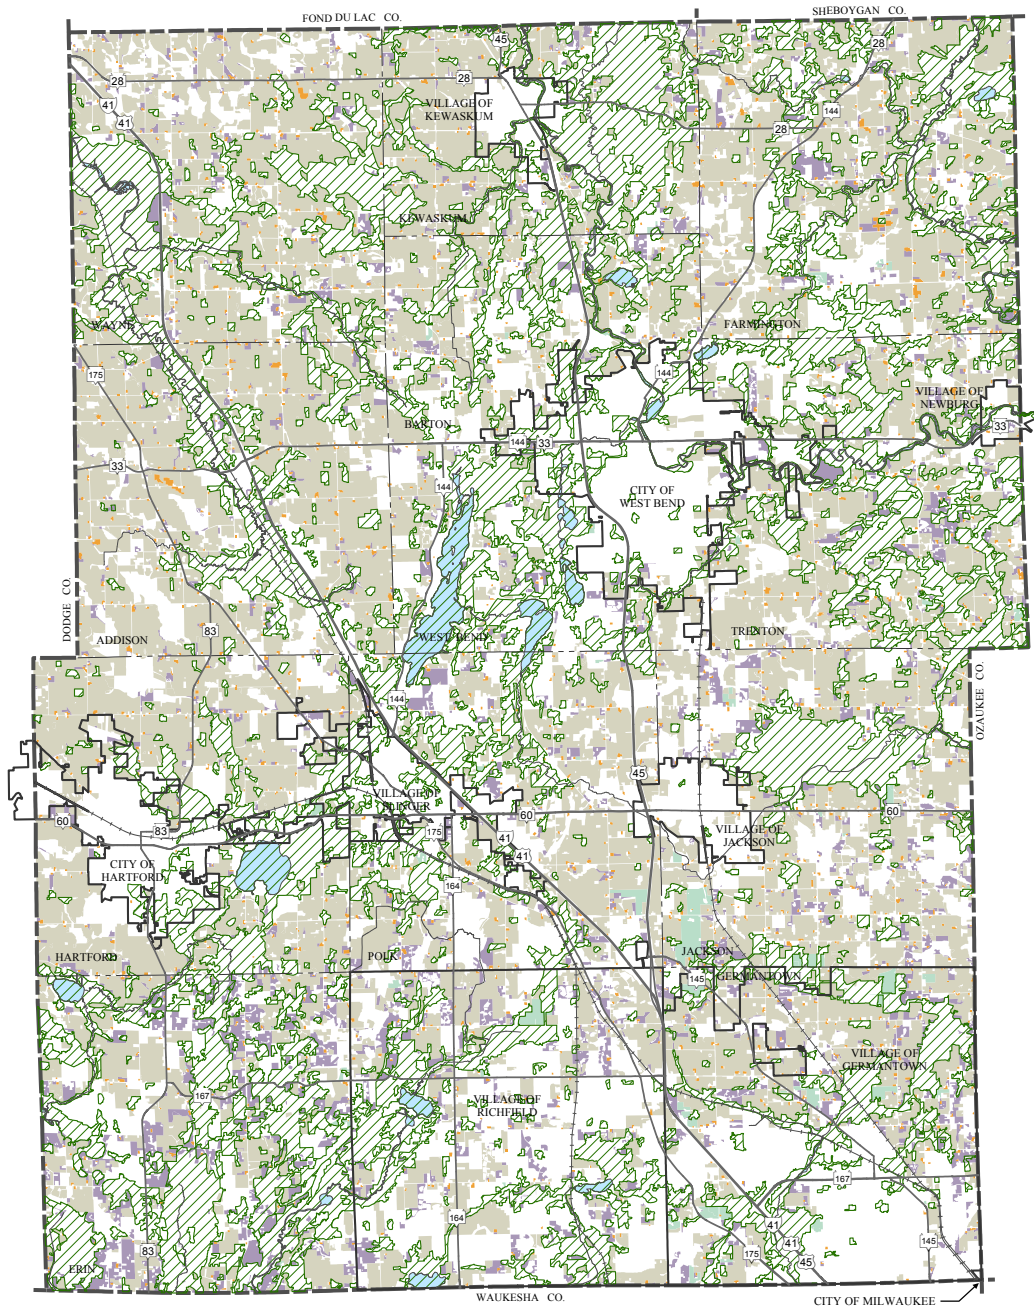 FOND DU LAC CO.
SHEBOYGAN CO.
45
28
28
28
41
41
144
28
VILLAGE OF
KEWASKUM
KEWASKUM
WAYNE
FARMINGTON
175
144
VILLAGE OF
NEWBURG
BARTON
33
144
33
33
144
CITY OF
WEST BEND
DODGE CO.
ADDISON
83
WEST BEND
TRENTON
OZAUKEE CO.
144
45
VILLAGE OF
SLINGER
60
83
175
60
60
41
41
VILLAGE OF
JACKSON
CITY OF
HARTFORD
164
HARTFORD
POLK
JACKSON
145
GERMANTOWN
VILLAGE OF
GERMANTOWN
167
VILLAGE OF
RICHFIELD
167
164
41
41
45
145
83
175
ERIN
WAUKESHA CO.
CITY OF MILWAUKEE